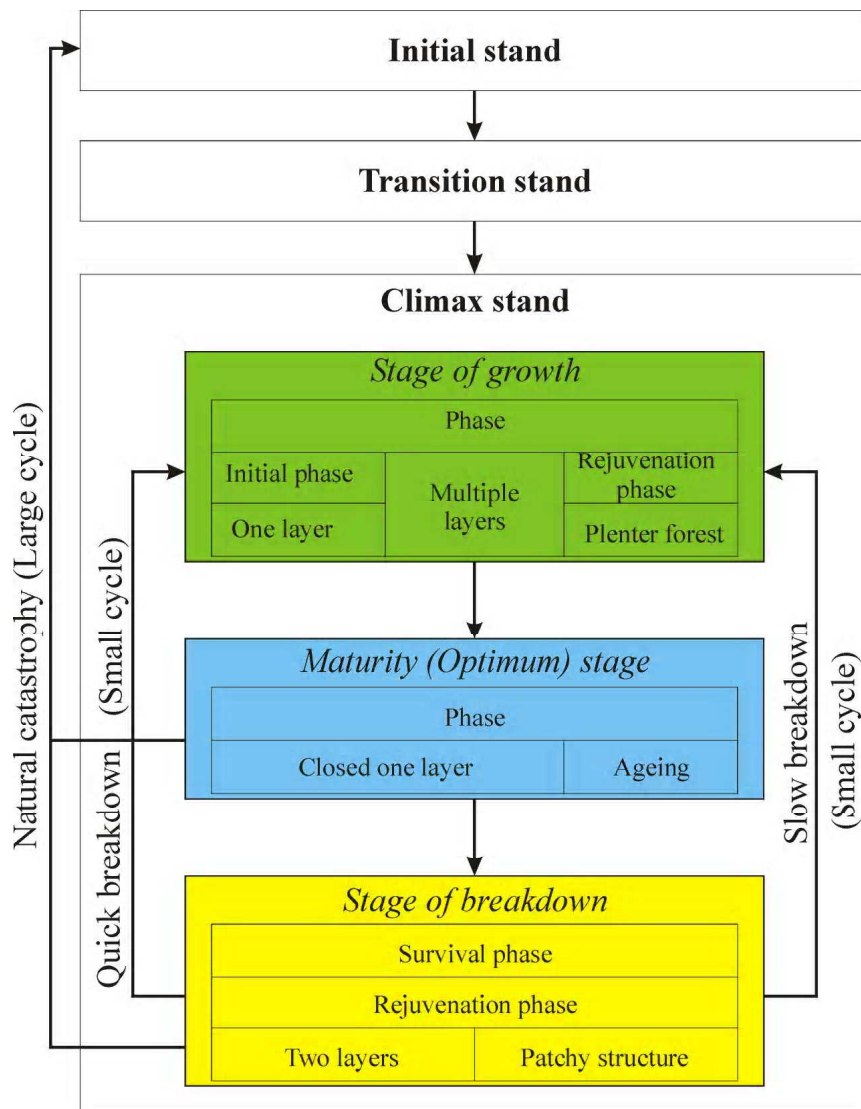 Initial stand
Transition stand
Climax stand
Stage of growth
Phase
Initial phase
Multiple
layers
Rejuvenation
phase
One layer
Plenter forest
Maturity (Optimum) stage
Phase
Closed one layer
Ageing
Stage of breakdown
Survival phase
Rejuvenation phase
Two layers
Patchy structure
Natural catastrophy (Large cycle)
Quick breakdown
(Small cycle)
Slow breakdown
(Small cycle)